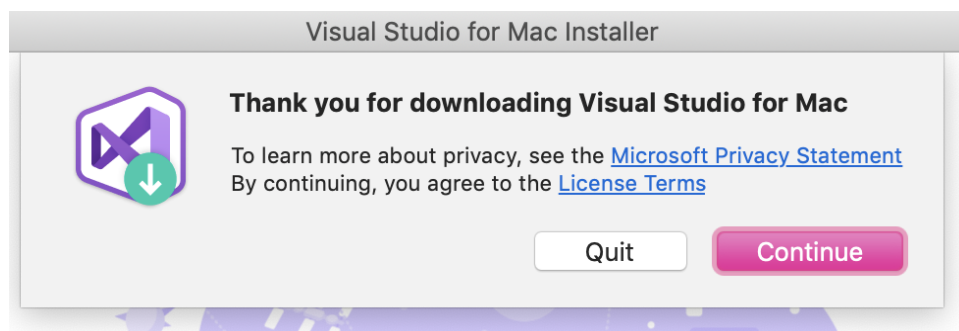 Visual Studio for Mac Installer
Thank you for downloading Visual Studio for Mac
To learn more about privacy, see the Microsoft Privacy Statement
By continuing, you agree to the License Terms
Quit
Continue